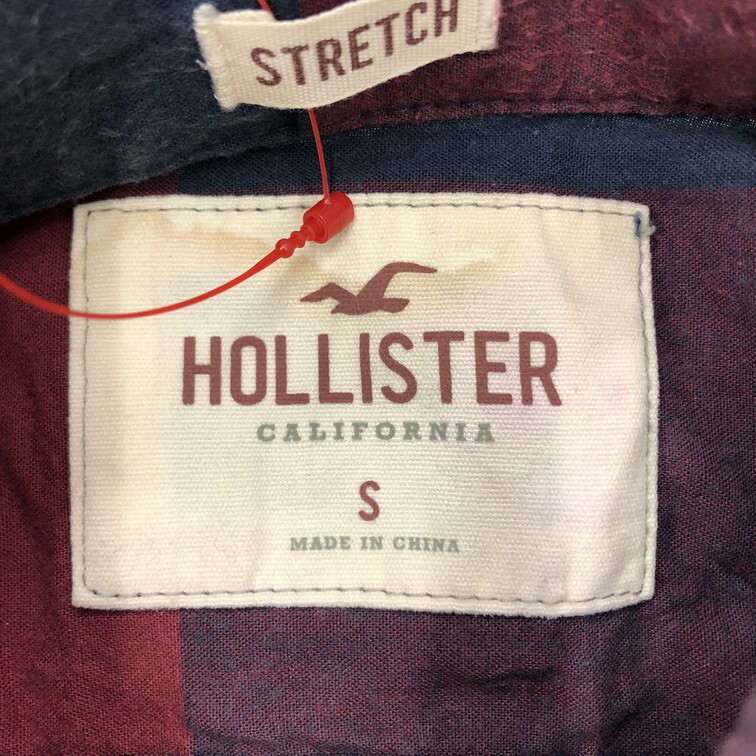 STRETCH
HOLLISTER
CALIFORNIA
S
MADE IN CHINA